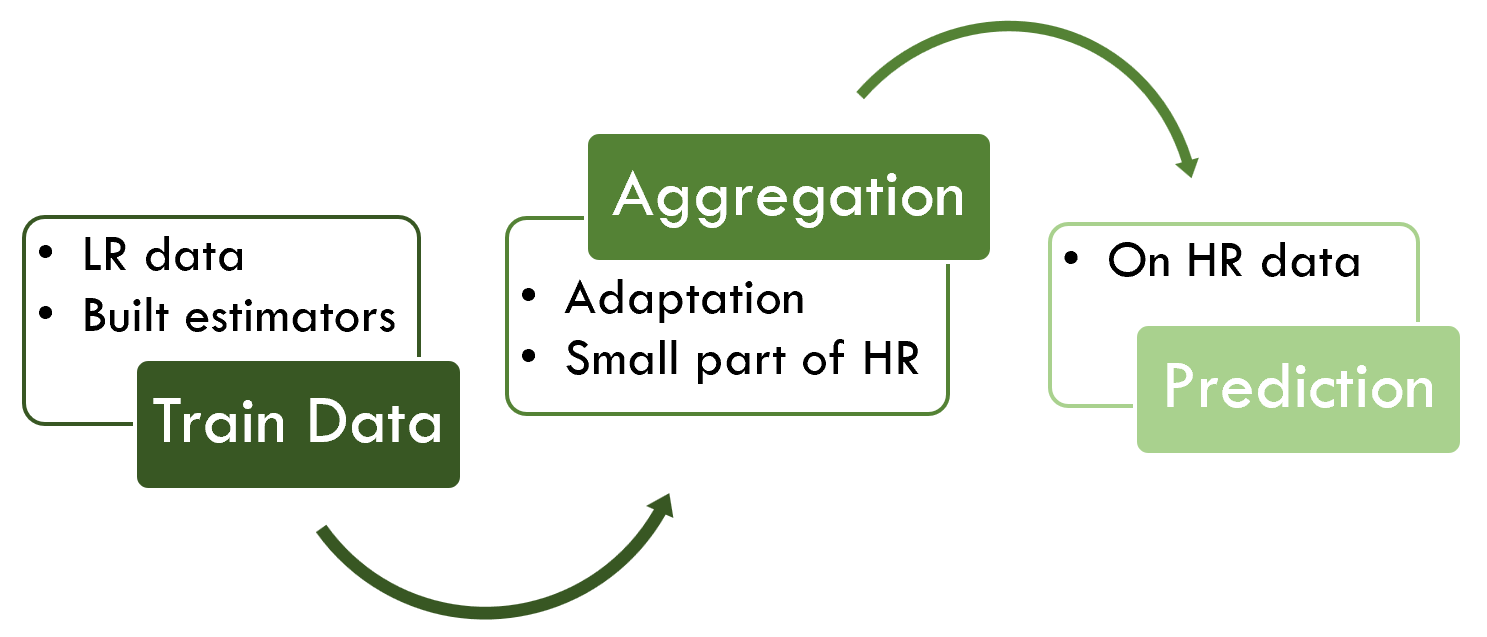 • LR data
• Built estimators
Train Data
Aggregation
• Adaptation
• Small part of HR
• On HR data
Prediction